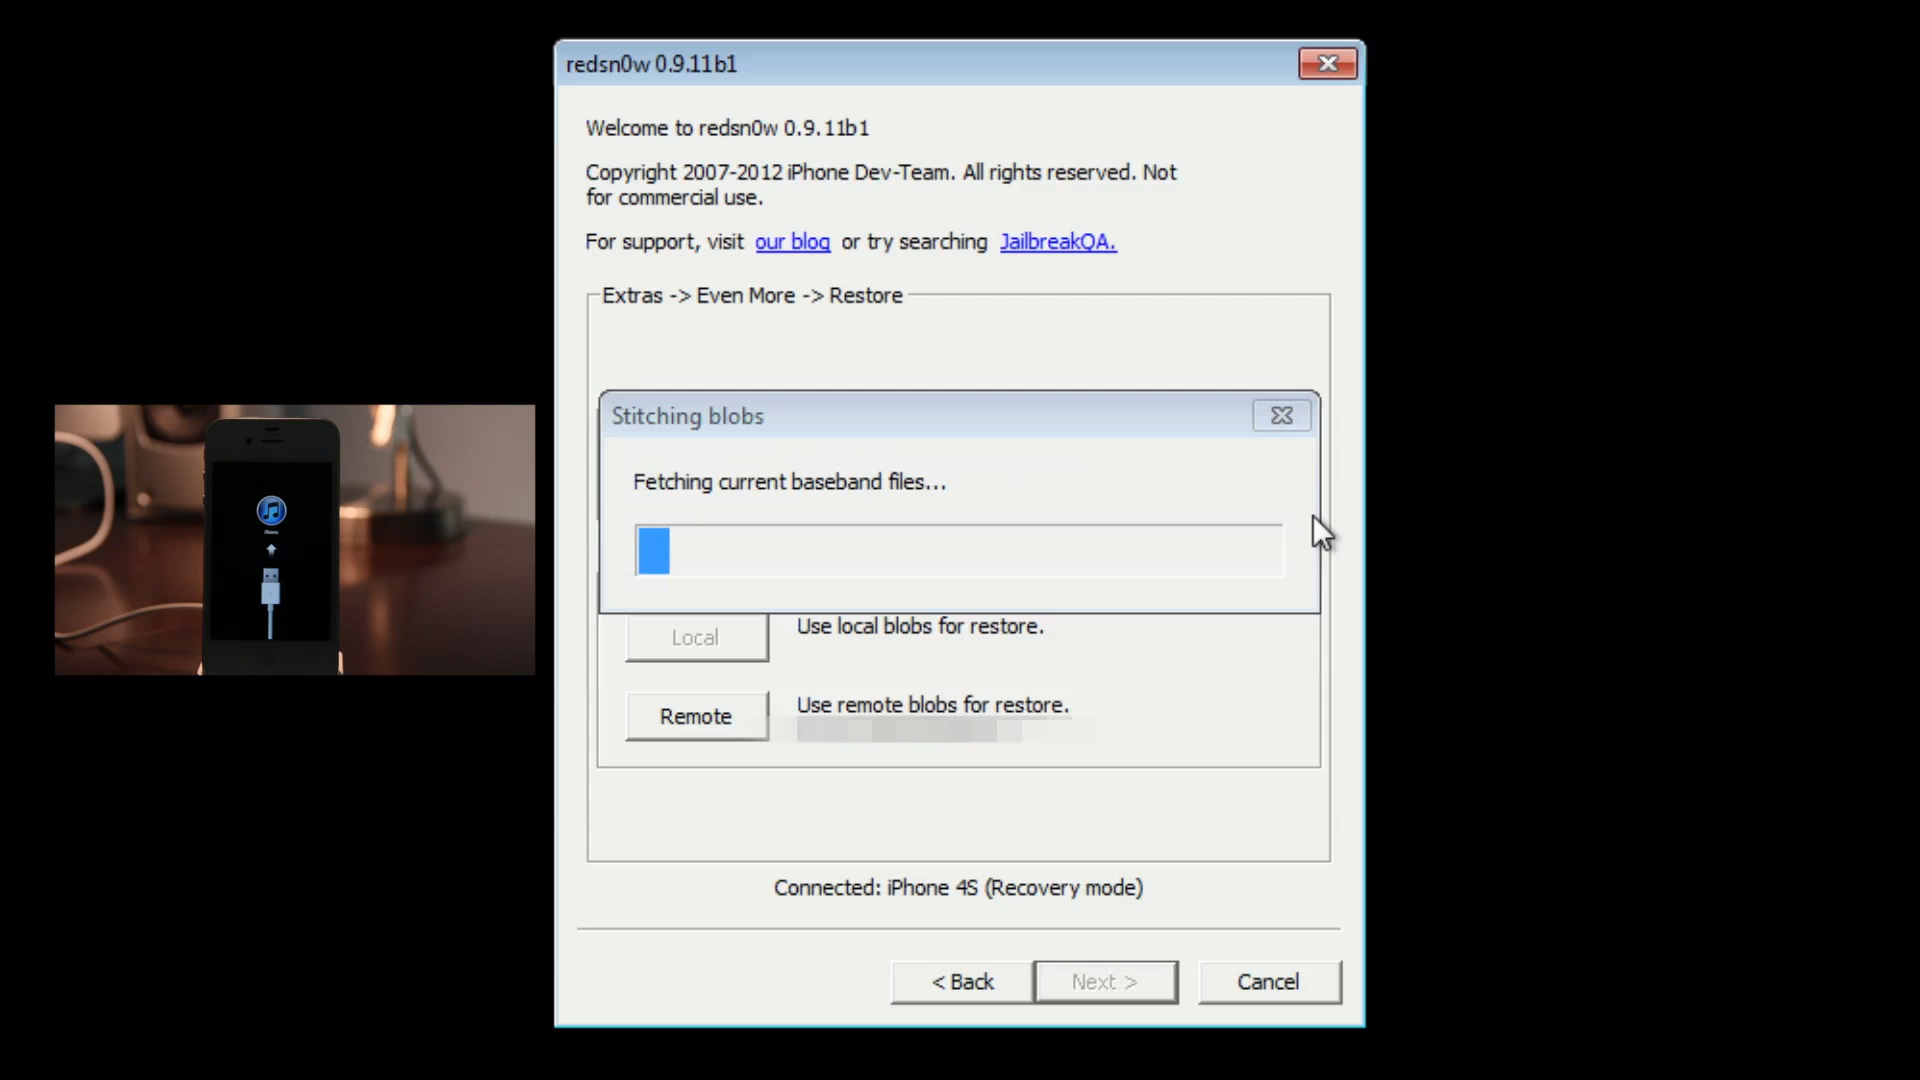 redsn0w 0.9.11b1
Welcome to redsn0w 0.9.11b1
Copyright 2007-2012 iPhone Dev-Team. All rights reserved. Not
for commercial use.
For support, visit our blog or try searching JailbreakQA.
Extras -> Even More -> Restore
Stitching blobs
Fetching current baseband files...
Local Use local blobs for restore.
Remote Use remote blobs for restore.
Connected: iPhone 4S (Recovery mode)
< Back Next > Cancel